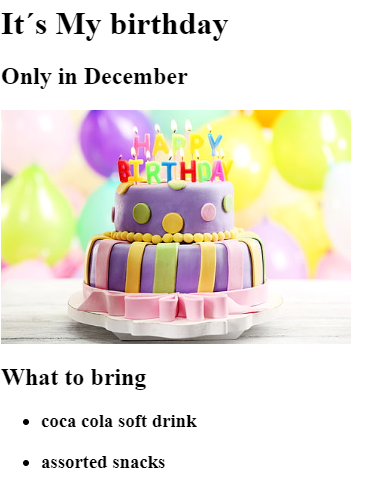 It´s My birthday
Only in December
HAPPY
BIRTHDAY
What to bring
coca cola soft drink
assorted snacks